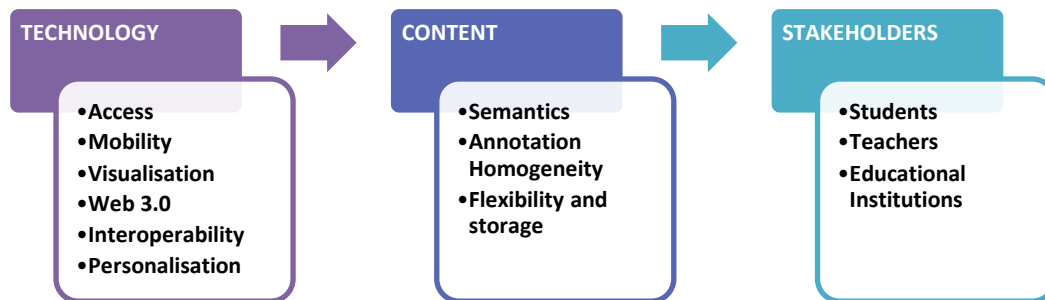 TECHNOLOGY
•Access
•Mobility
•Visualisation
•Web 3.0
•Interoperability
•Personalisation
CONTENT
•Semantics
•Annotation
Homogeneity
•Flexibility and
storage
STAKEHOLDERS
•Students
•Teachers
•Educational
Institutions